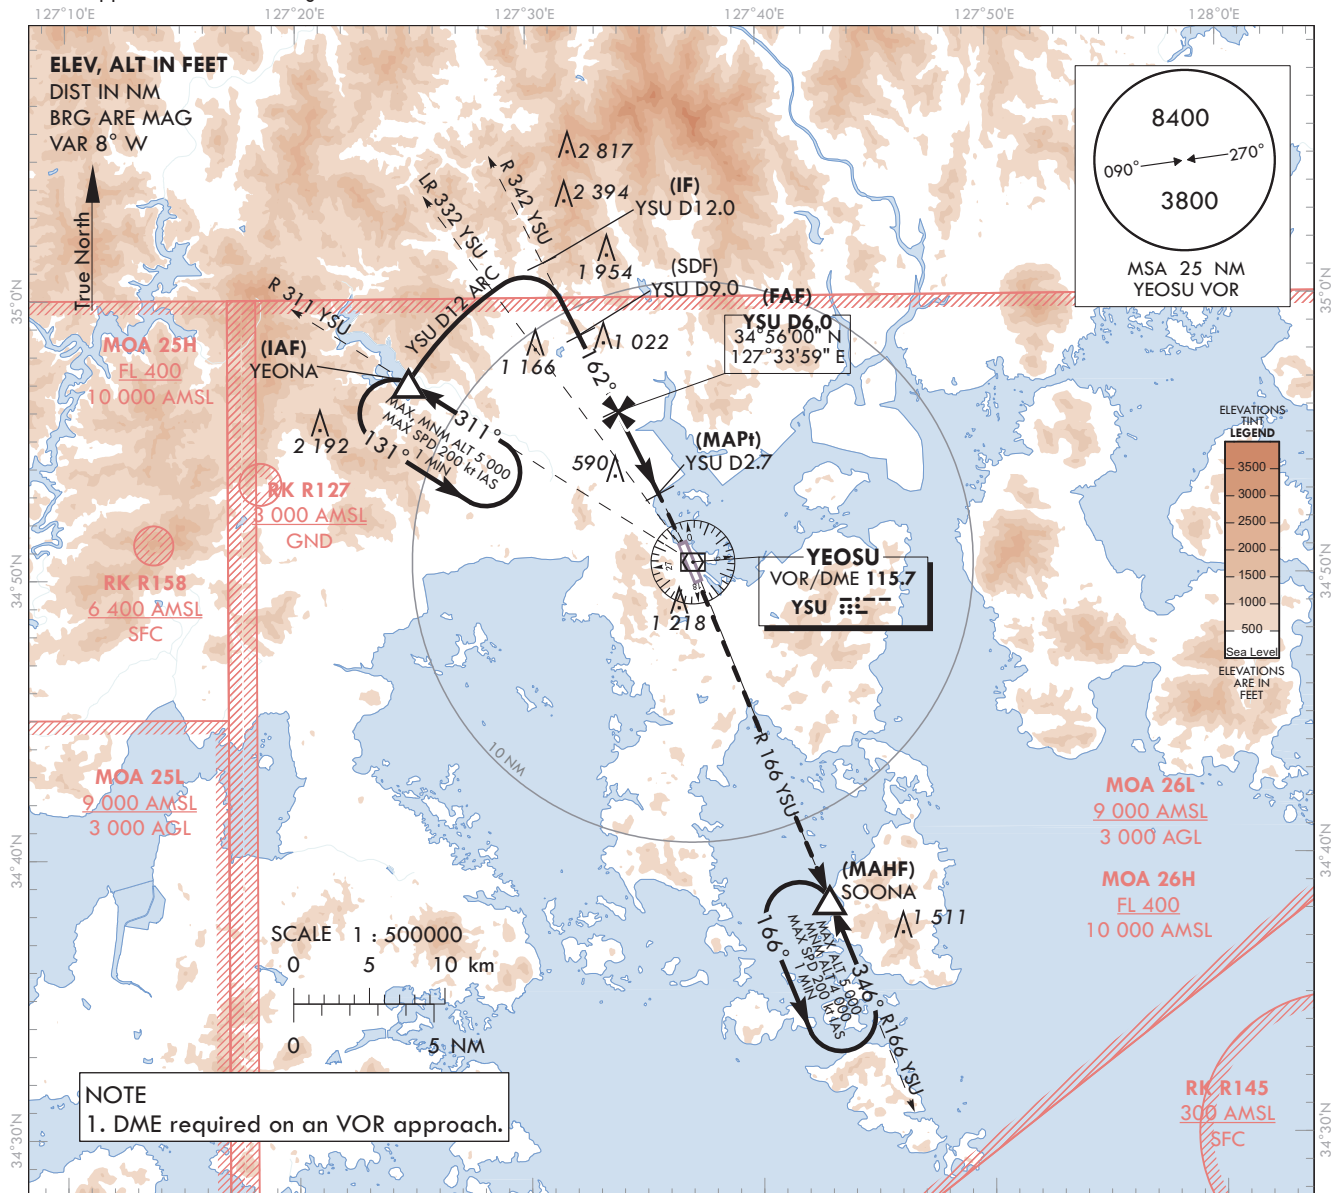 127°10'E
127°20'E
127°30'E
127°40'E
127°50'E
128°0'E
ELEV, ALT IN FEET
DIST IN NM
BRG ARE MAG
VAR 8° W
True North
8400
090°
270°
3800
MSA 25 NM
YEOSU VOR
2 817
2 394
1 954
R 342 YSU
LR 332 YSU
(IF)
YSU D12.0
(SDF)
YSU D9.0
(FAF)
YSU D6.0
34°56'00" N
127°33'59" E
R 311 YSU
YSU D12 ARC
35°0'N
35°0'N
MOA 25H
FL 400
10 000 AMSL
(IAF)
YEONA
1 166
1 022
162°
311°
131°
MAX, MNM ALT 5 000
MAX SPD 200 kt IAS
1 MIN
2 192
590
(MAPt)
YSU D2.7
ELEVATIONS
TINT
LEGEND
3500
3000
2500
2000
1500
1000
500
Sea Level
ELEVATIONS
ARE IN
FEET
RK R127
3 000 AMSL
GND
RK R158
6 400 AMSL
SFC
34°50'N
34°50'N
27
YEOSU
VOR/DME 115.7
YSU
1 218
10 NM
R 166 YSU
MOA 25L
9 000 AMSL
3 000 AGL
MOA 26L
9 000 AMSL
3 000 AGL
34°40'N
34°40'N
MOA 26H
FL 400
10 000 AMSL
(MAHF)
SOONA
1 511
166°
346°
MAX ALT 5 000
MNM ALT 4 000
MAX SPD 200 kt IAS
1 MIN
R166 YSU
SCALE 1 : 500000
0 5 10 km
0 5 NM
NOTE
1. DME required on an VOR approach.
RK R145
300 AMSL
SFC
34°30'N
34°30'N